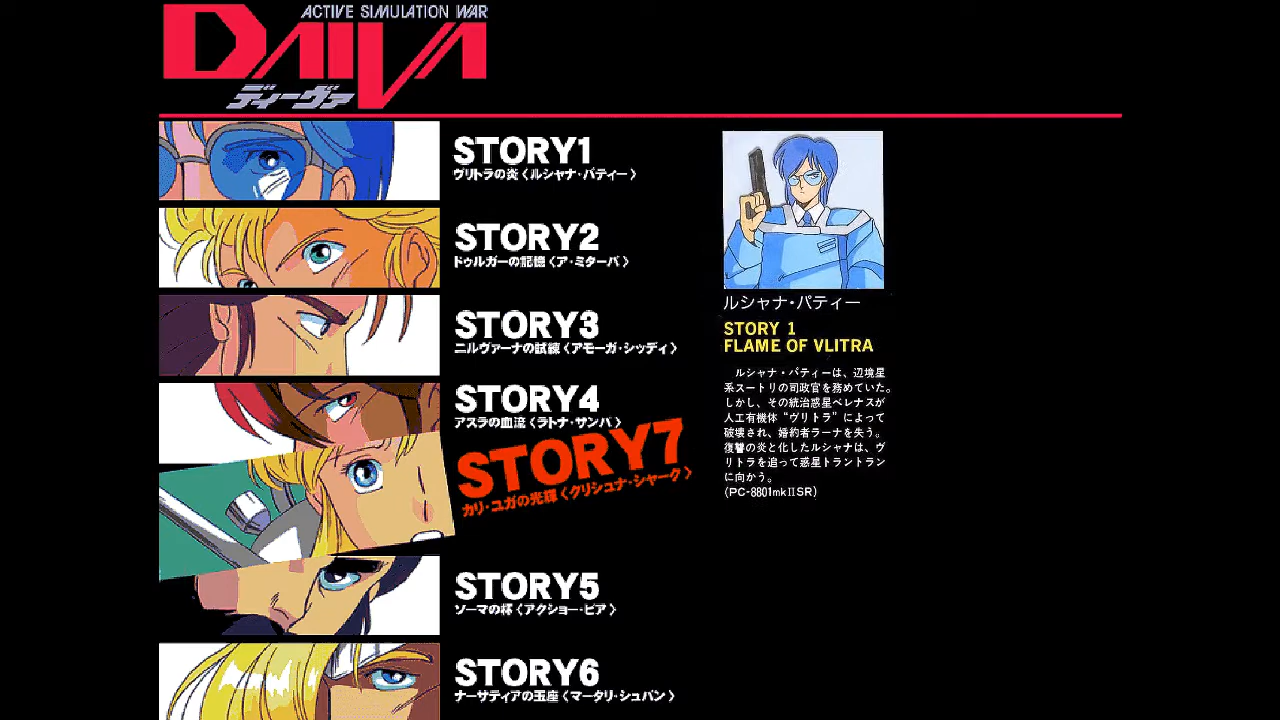 ACTIVE SIMULATION WAR
DAIVA
ディーヴァ
STORY1
ヴリトラの炎〈ルシャナ・パティー〉
STORY2
ドゥルガーの記憶〈ア・ミターバ〉
STORY3
ニルヴァーナの試練〈アモーガ・シッディ〉
STORY4
アスラの血流〈ラトナ・サンバ〉
STORY7
カリ・ユガの光輝〈クリシュナ・シャーク〉
STORY5
ソーマの杯〈アクショー・ビア〉
STORY6
ナーサティアの玉座〈マータリ・シュバン〉
ルシャナ・パティー
STORY 1
FLAME OF VLITRA
ルシャナ・パティーは、辺境星
系スートリの司政官を務めていた。
しかし、その統治惑星ベレナスが
人工有機体“ヴリトラ”によって
破壊され、婚約者ラーナを失う。
復讐の炎と化したルシャナは、ヴ
リトラを追って惑星トラントラン
に向かう。
(PC-8801mkⅡSR)